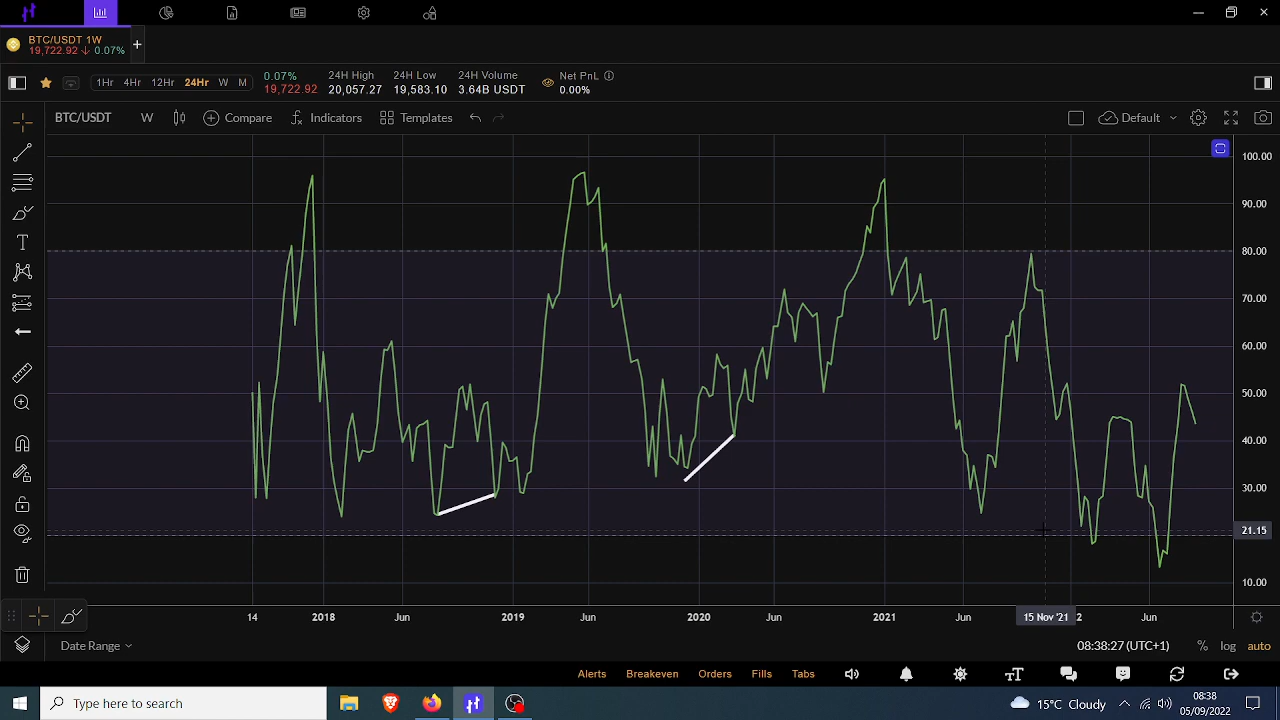 BTC/USDT 1W
19,722.92 ↓ 0.07%
+
1Hr 4Hr 12Hr 24Hr W M
0.07%
19,722.92
24H High
20,057.27
24H Low
19,583.10
24H Volume
3.64B USDT
Net PnL
0.00%
BTC/USDT W Compare Indicators Templates Default
100.00
90.00
80.00
70.00
60.00
50.00
40.00
30.00
21.15
10.00
T
14 2018 Jun 2019 Jun 2020 Jun 2021 Jun 15 Nov '21 2 Jun
Date Range 08:38:27 (UTC+1) % log auto
Alerts Breakeven Orders Fills Tabs
Type here to search
15°C Cloudy
08:38
05/09/2022